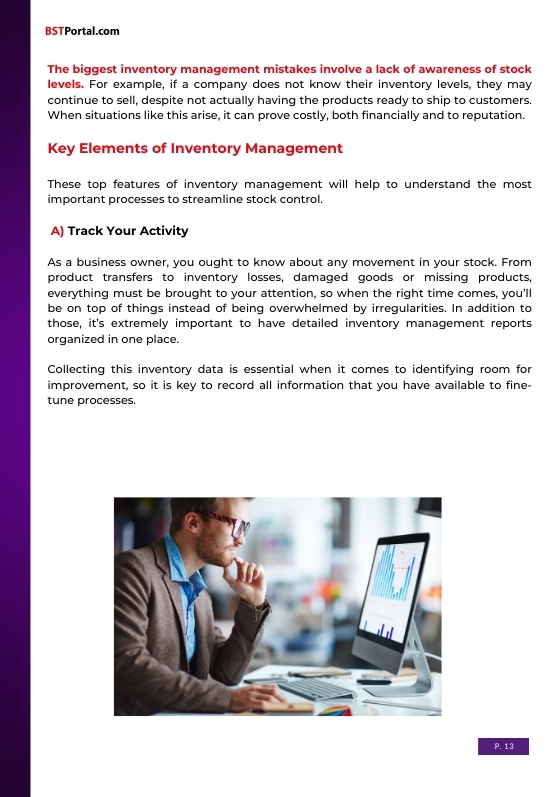 BSTPortal.com
The biggest inventory management mistakes involve a lack of awareness of stock
levels. For example, if a company does not know their inventory levels, they may
continue to sell, despite not actually having the products ready to ship to customers.
When situations like this arise, it can prove costly, both financially and to reputation.
Key Elements of Inventory Management
These top features of inventory management will help to understand the most
important processes to streamline stock control.
A) Track Your Activity
As a business owner, you ought to know about any movement in your stock. From
product transfers to inventory losses, damaged goods or missing products,
everything must be brought to your attention, so when the right time comes, you’ll
be on top of things instead of being overwhelmed by irregularities. In addition to
those, it’s extremely important to have detailed inventory management reports
organized in one place.
Collecting this inventory data is essential when it comes to identifying room for
improvement, so it is key to record all information that you have available to fine-
tune processes.
P. 13